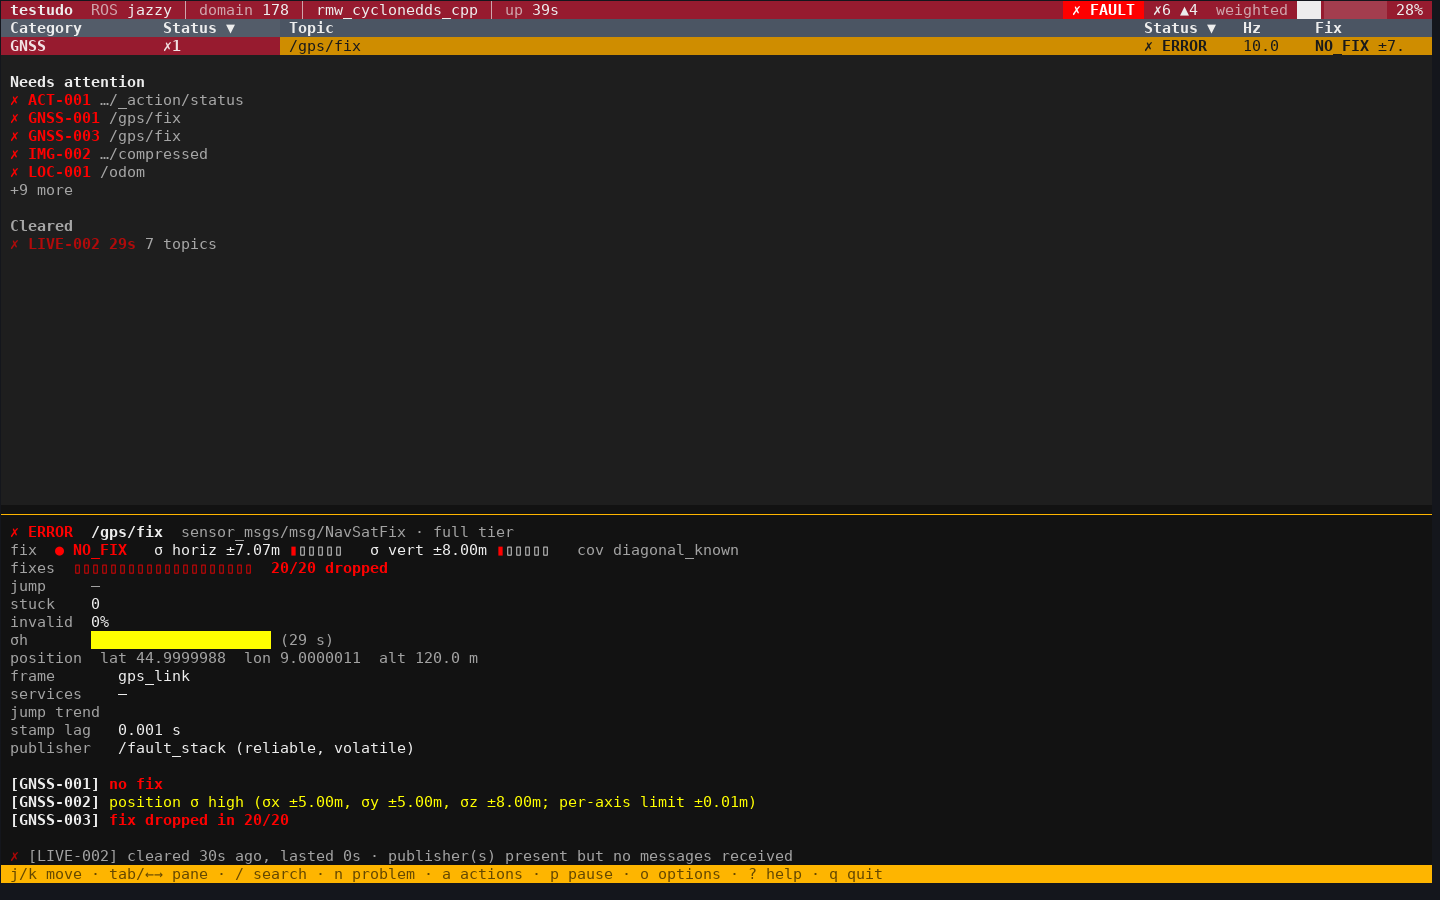 testudo ROS jazzy │ domain 178 │ rmw_cyclonedds_cpp │ up 39s ✗ FAULT ✗6 ▲4 weighted 28%
Category Status ▼ Topic Status ▼ Hz Fix
GNSS ✗1 /gps/fix ✗ ERROR 10.0 NO_FIX ±7.
Needs attention
✗ ACT-001 …/_action/status
✗ GNSS-001 /gps/fix
✗ GNSS-003 /gps/fix
✗ IMG-002 …/compressed
✗ LOC-001 /odom
+9 more
Cleared
✗ LIVE-002 29s 7 topics
✗ ERROR /gps/fix sensor_msgs/msg/NavSatFix · full tier
fix ● NO_FIX σ horiz ±7.07m ▮▯▯▯▯▯ σ vert ±8.00m ▮▯▯▯▯▯ cov diagonal_known
fixes ▯▯▯▯▯▯▯▯▯▯▯▯▯▯▯▯▯▯▯▯ 20/20 dropped
jump —
stuck 0
invalid 0%
σh (29 s)
position lat 44.9999988 lon 9.0000011 alt 120.0 m
frame gps_link
services —
jump trend
stamp lag 0.001 s
publisher /fault_stack (reliable, volatile)
[GNSS-001] no fix
[GNSS-002] position σ high (σx ±5.00m, σy ±5.00m, σz ±8.00m; per-axis limit ±0.01m)
[GNSS-003] fix dropped in 20/20
✗ [LIVE-002] cleared 30s ago, lasted 0s · publisher(s) present but no messages received
j/k move · tab/←→ pane · / search · n problem · a actions · p pause · o options · ? help · q quit